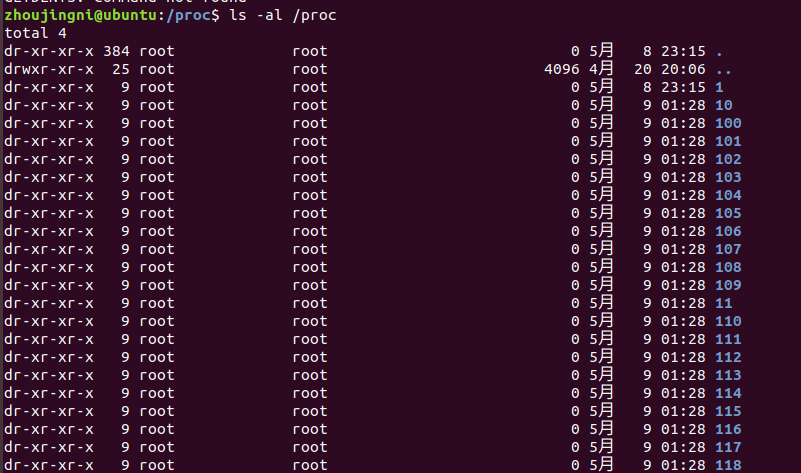 zhoujingni@ubuntu:/proc$ ls -al /proc
total 4
dr-xr-xr-x 384 root root 0 5月 8 23:15 .
drwxr-xr-x 25 root root 4096 4月 20 20:06 ..
dr-xr-xr-x 9 root root 0 5月 8 23:15 1
dr-xr-xr-x 9 root root 0 5月 9 01:28 10
dr-xr-xr-x 9 root root 0 5月 9 01:28 100
dr-xr-xr-x 9 root root 0 5月 9 01:28 101
dr-xr-xr-x 9 root root 0 5月 9 01:28 102
dr-xr-xr-x 9 root root 0 5月 9 01:28 103
dr-xr-xr-x 9 root root 0 5月 9 01:28 104
dr-xr-xr-x 9 root root 0 5月 9 01:28 105
dr-xr-xr-x 9 root root 0 5月 9 01:28 106
dr-xr-xr-x 9 root root 0 5月 9 01:28 107
dr-xr-xr-x 9 root root 0 5月 9 01:28 108
dr-xr-xr-x 9 root root 0 5月 9 01:28 109
dr-xr-xr-x 9 root root 0 5月 9 01:28 11
dr-xr-xr-x 9 root root 0 5月 9 01:28 110
dr-xr-xr-x 9 root root 0 5月 9 01:28 111
dr-xr-xr-x 9 root root 0 5月 9 01:28 112
dr-xr-xr-x 9 root root 0 5月 9 01:28 113
dr-xr-xr-x 9 root root 0 5月 9 01:28 114
dr-xr-xr-x 9 root root 0 5月 9 01:28 115
dr-xr-xr-x 9 root root 0 5月 9 01:28 116
dr-xr-xr-x 9 root root 0 5月 9 01:28 117
dr-xr-xr-x 9 root root 0 5月 9 01:28 118